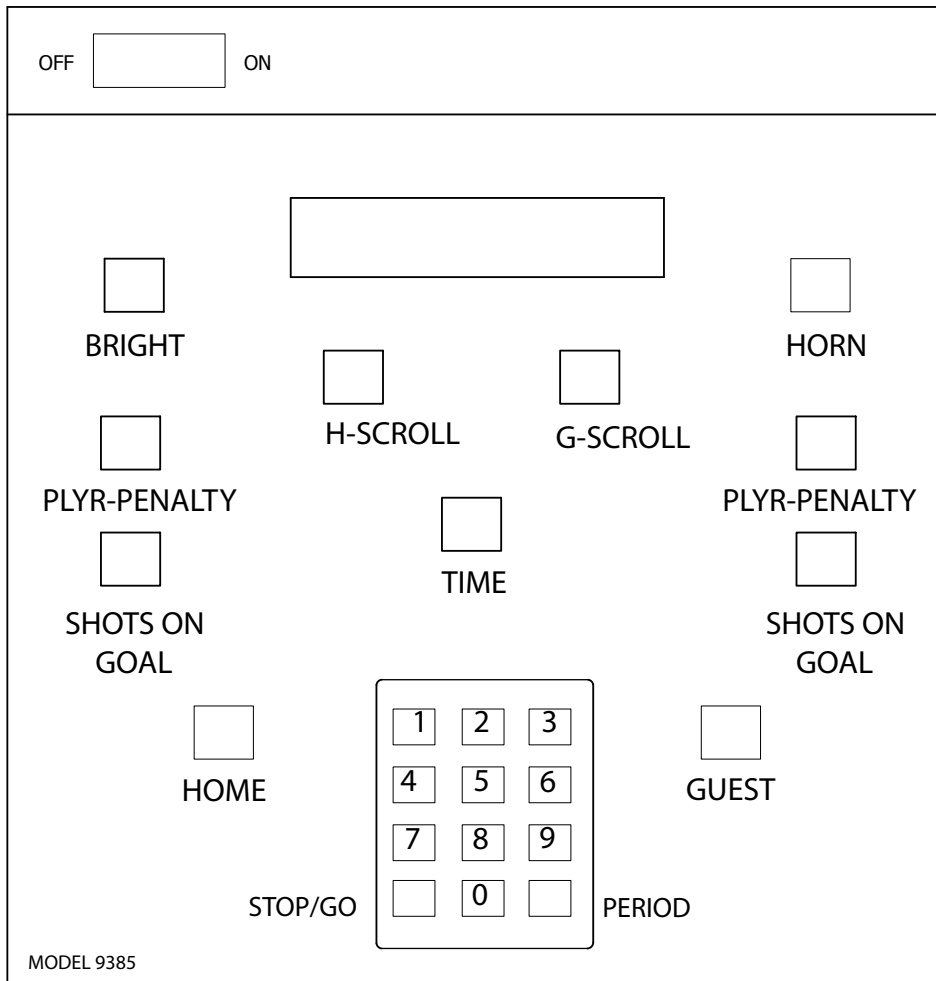 OFF ON
BRIGHT HORN
H-SCROLL G-SCROLL
PLYR-PENALTY PLYR-PENALTY
TIME
SHOTS ON SHOTS ON
GOAL GOAL
1 2 3
HOME GUEST
4 5 6
7 8 9
STOP/GO 0 PERIOD
MODEL 9385